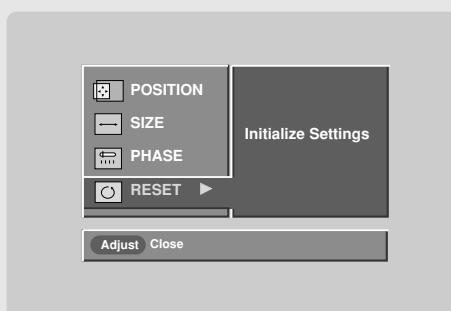 POSITION
SIZE
PHASE
RESET
Initialize Settings
Adjust Close